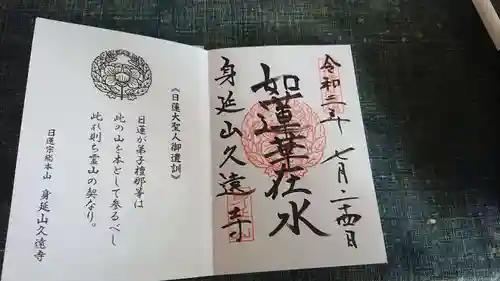 令和二年 七月二十四日
如蓮華在水
身延山久遠寺
《日蓮大聖人御遺訓》
日蓮が弟子檀那等は
此の山を本として参るべし
此れ則ち霊山の契なり。
日蓮宗総本山 身延山久遠寺